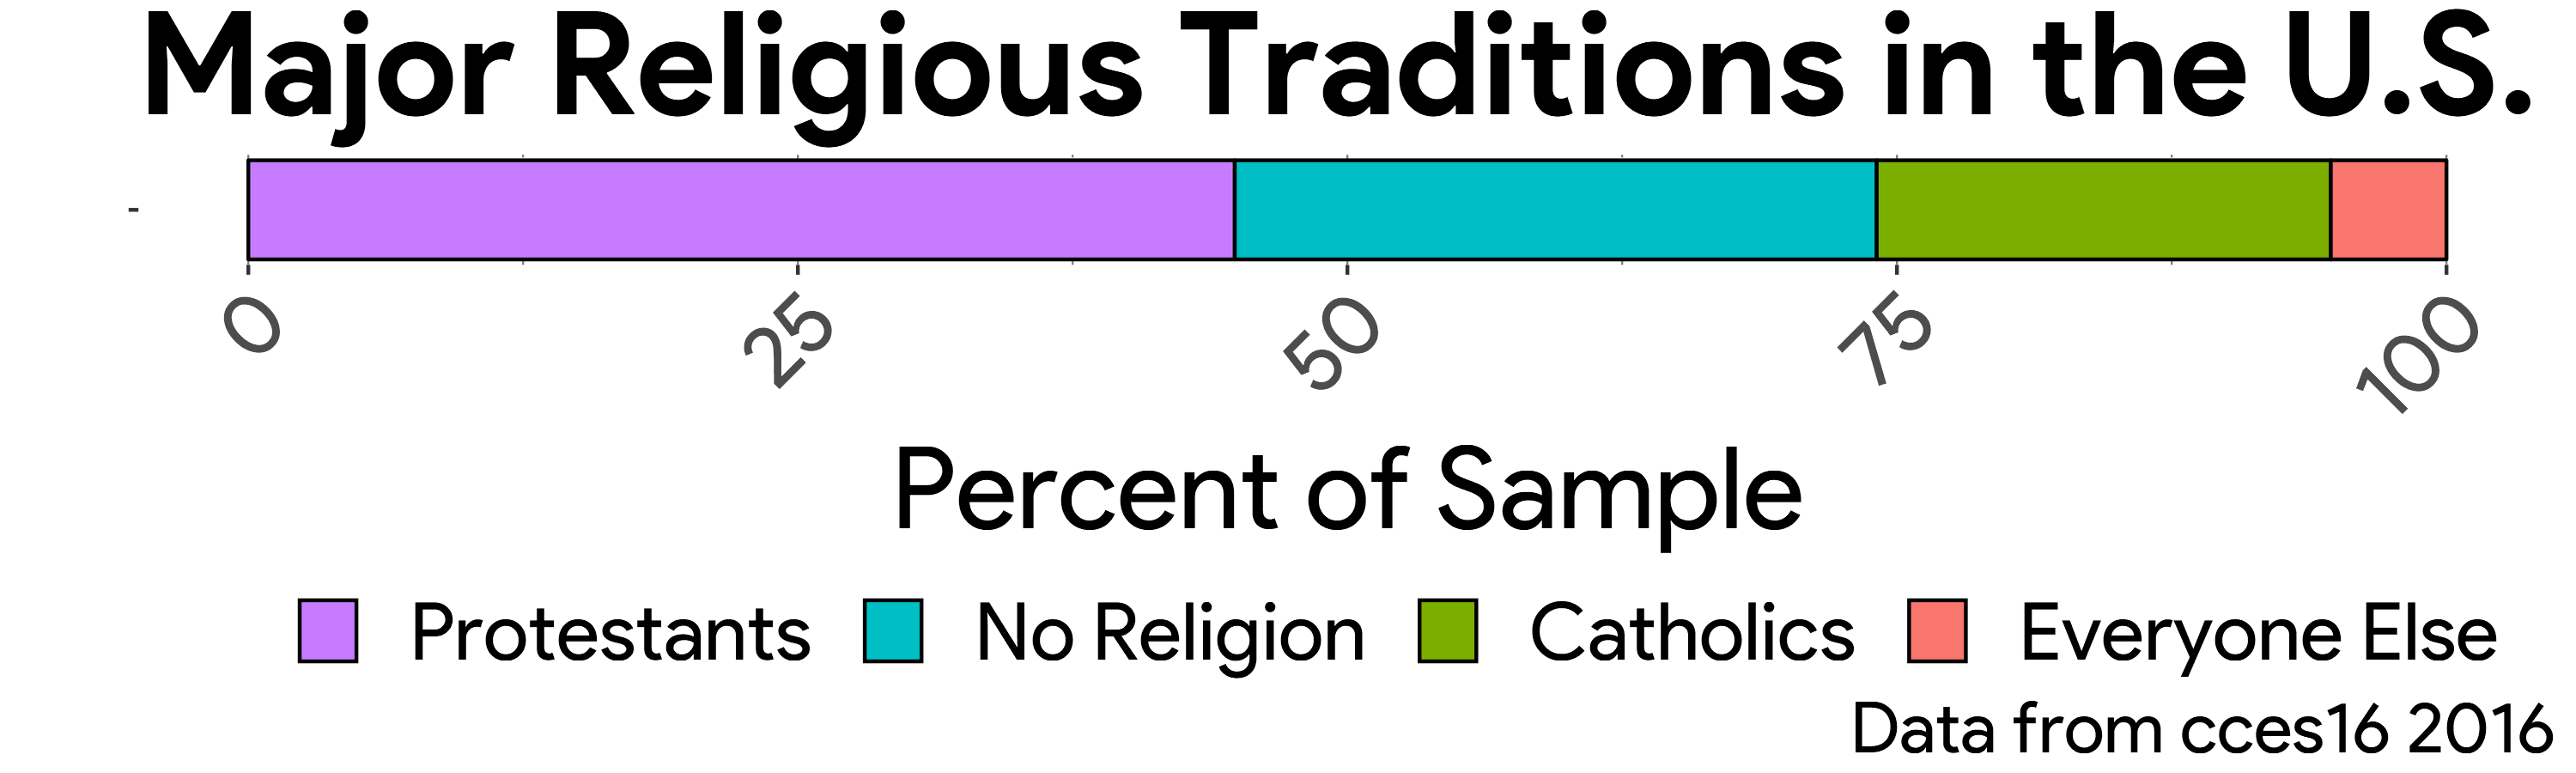 Major Religious Traditions in the U.S.
-
0 25 50 75 100
Percent of Sample
Protestants No Religion Catholics Everyone Else
Data from cces16 2016